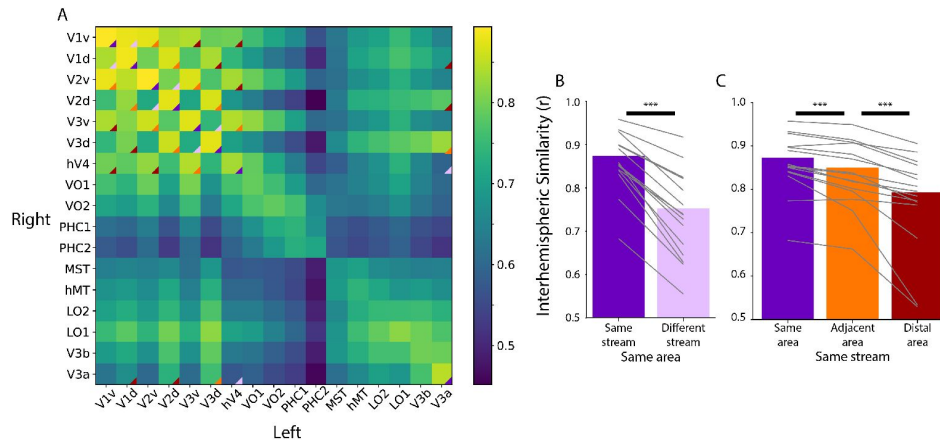 A
V1v
V1d
V2v
V2d
V3v
V3d
hV4
VO1
VO2
PHC1
PHC2
MST
hMT
LO2
LO1
V3b
V3a
Right
V1v V1d V2v V2d V3v V3d hV4 VO1 VO2 PHC1 PHC2 MST hMT LO2 LO1 V3b V3a
Left
0.8
0.7
0.6
0.5
B
***
Interhemispheric Similarity (r)
1.0
0.9
0.8
0.7
0.6
0.5
Same stream
Different stream
Same area
C
*** ***
1.0
0.9
0.8
0.7
0.6
0.5
Same area
Adjacent area
Distal area
Same stream